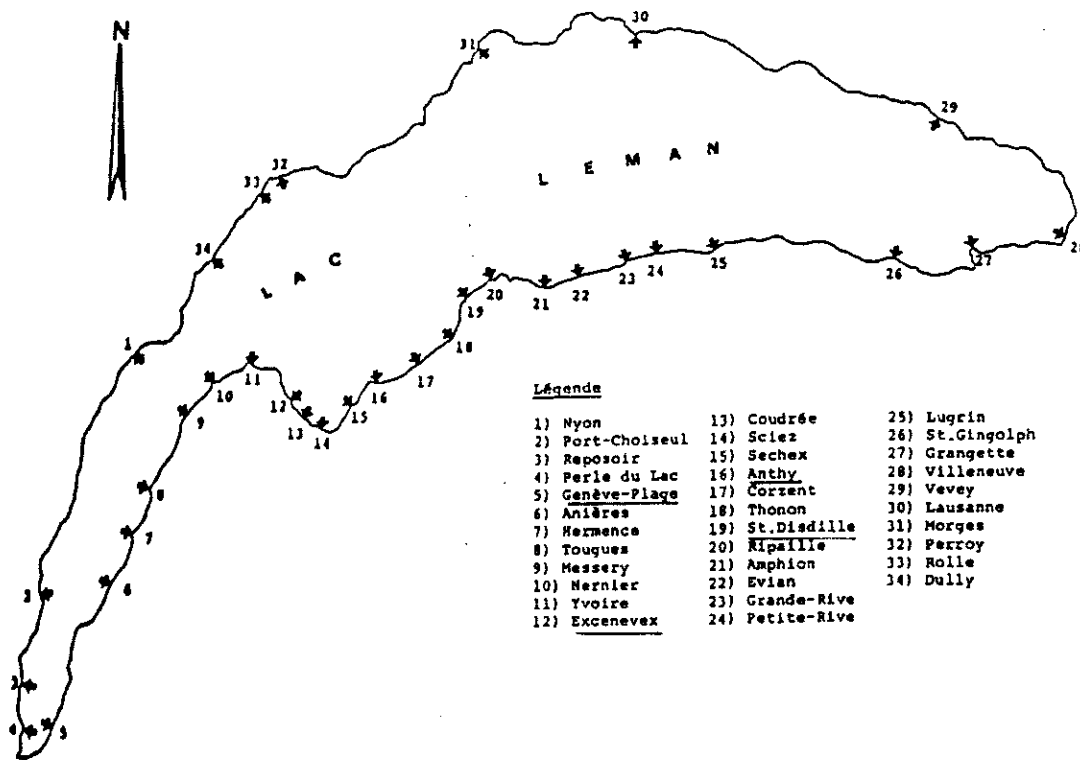 N
30
31
29
LEMAN
32
33
34
LAC
28
27
26
25
24
23
22
21
20
19
18
17
16
15
14
13
12
11
10
9
1
8
7
6
2
3
4
5
Légende
1) Nyon
2) Port-Choiseul
3) Reposoir
4) Perle du Lac
5) Genève-Plage
6) Anières
7) Hermence
8) Tougues
9) Messery
10) Nernier
11) Yvoire
12) Excenevex
13) Coudrée
14) Sciez
15) Sechex
16) Anthy
17) Corzent
18) Thonon
19) St.Disdille
20) Ripaille
21) Amphion
22) Evian
23) Grande-Rive
24) Petite-Rive
25) Lugrin
26) St.Gingolph
27) Grangette
28) Villeneuve
29) Vevey
30) Lausanne
31) Morges
32) Perroy
33) Rolle
34) Dully